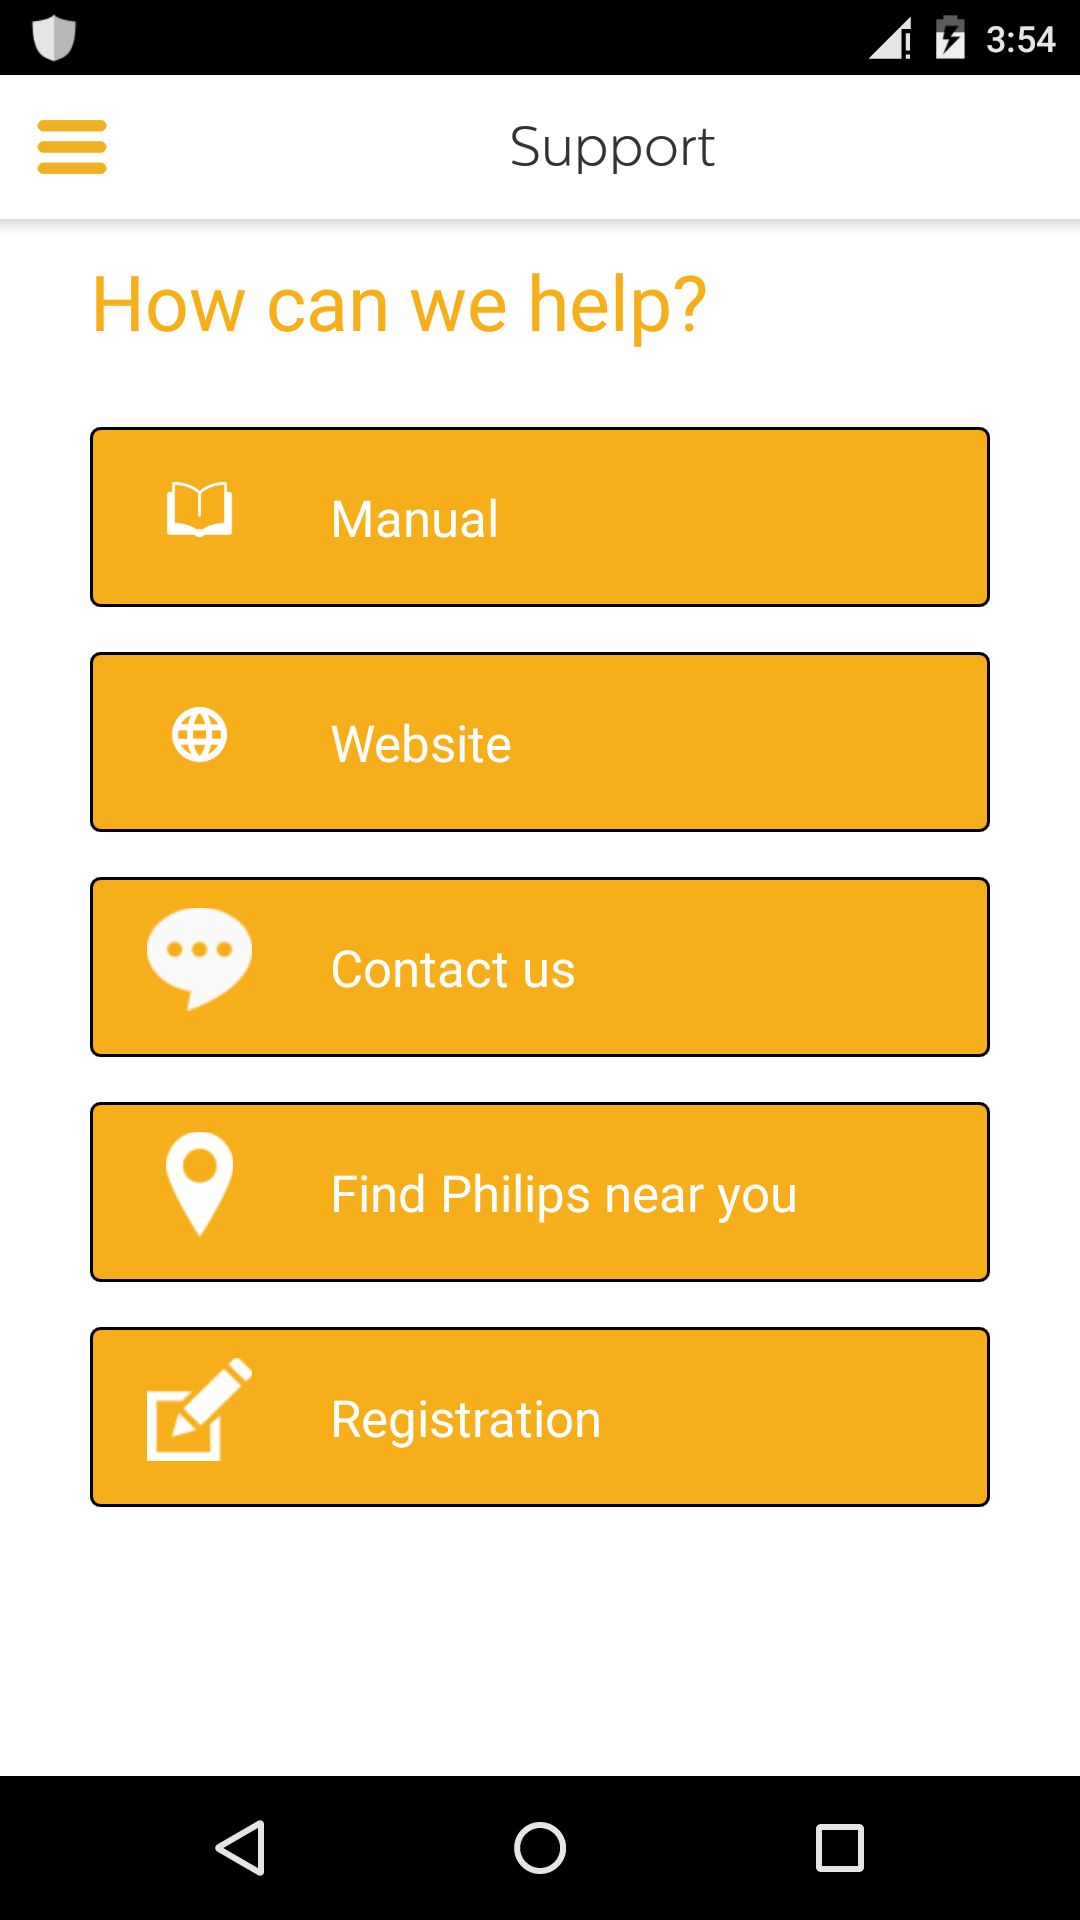 3:54
Support
How can we help?
Manual
Website
Contact us
Find Philips near you
Registration